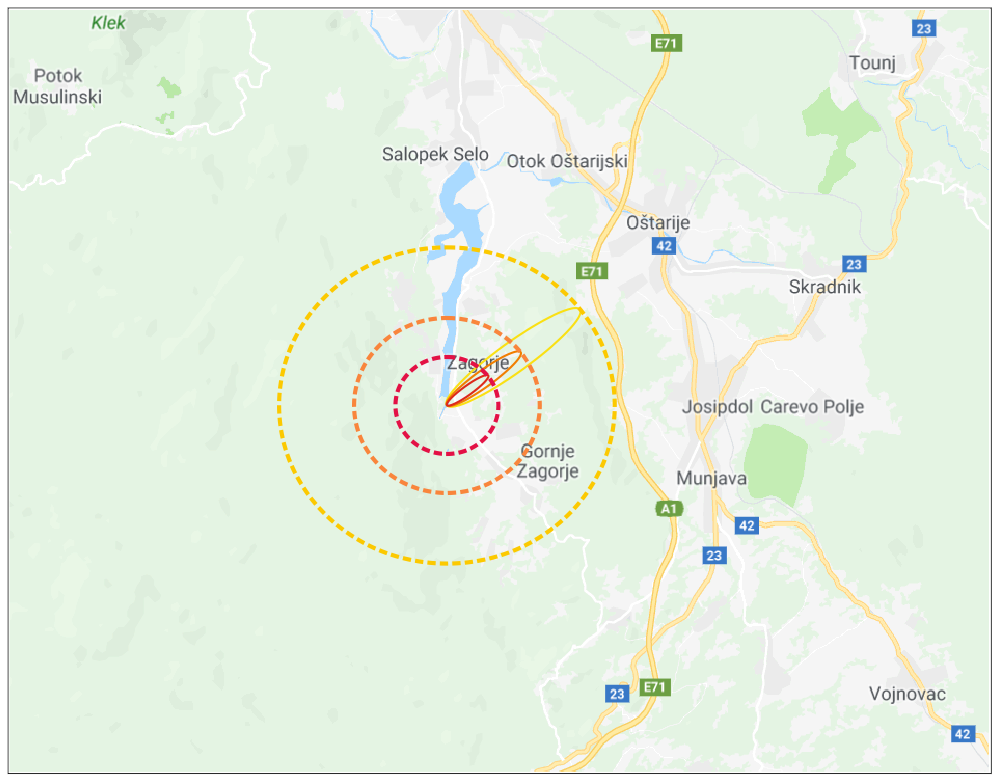 Klek
23
E71
Tounj
Potok
Musulinski
Salopek Selo
Otok Oštarijski
Oštarije
42
E71
23
Skradnik
Zagorje
Josipdol Carevo Polje
Gornje
Zagorje
Munjava
A1
42
23
23
E71
Vojnovac
42